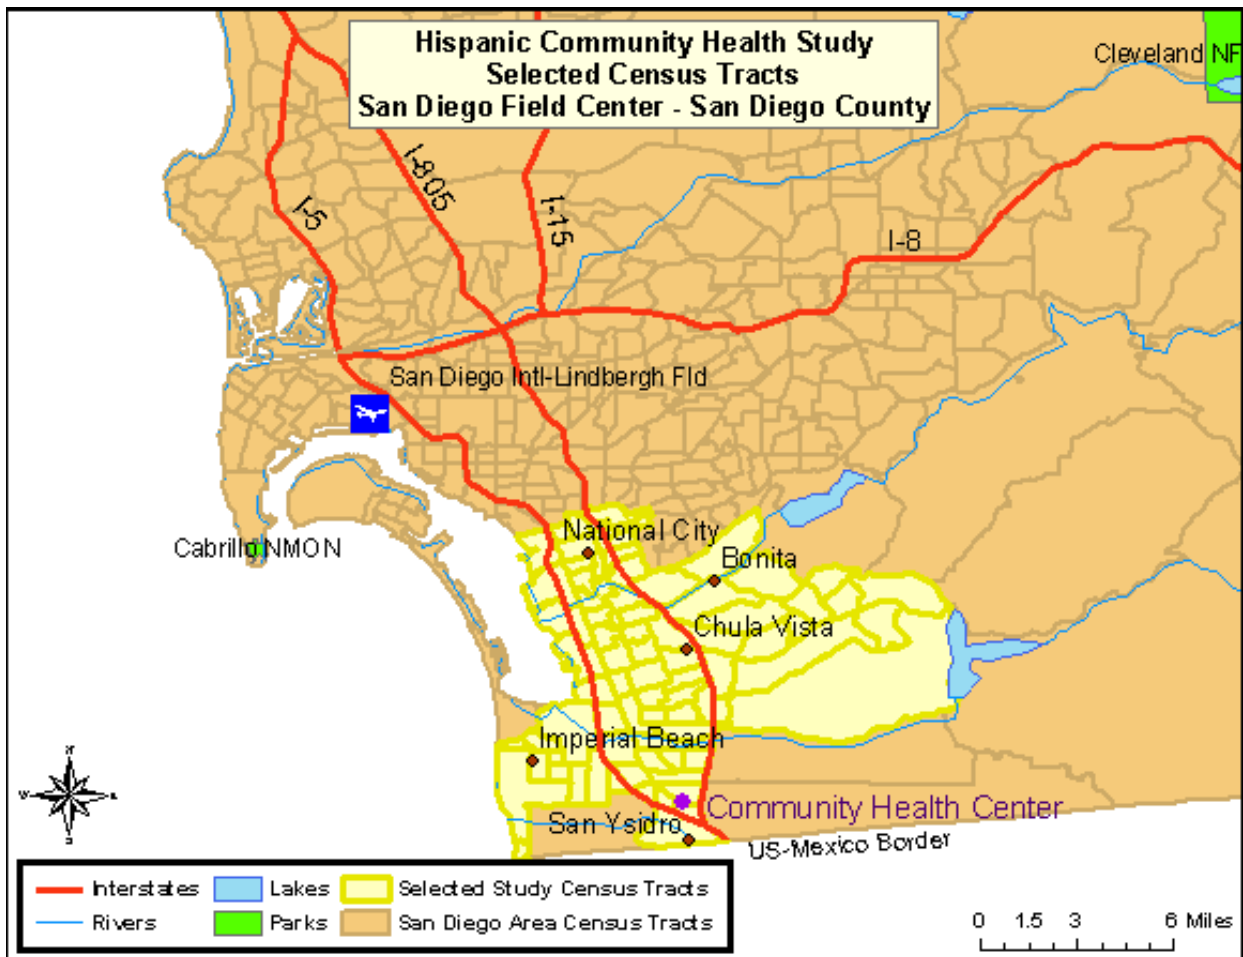 Hispanic Community Health Study
Selected Census Tracts
San Diego Field Center - San Diego County
Cleveland NF
I-805
I-5
I-15
I-8
San Diego Intl-Lindbergh Fld
National City
Cabrillo NMON
Bonita
Chula Vista
Imperial Beach
N
W
E
S
Community Health Center
San Ysidro
US-Mexico Border
Interstates
Lakes
Selected Study Census Tracts
Rivers
Parks
San Diego Area Census Tracts
0 1.5 3 6 Miles